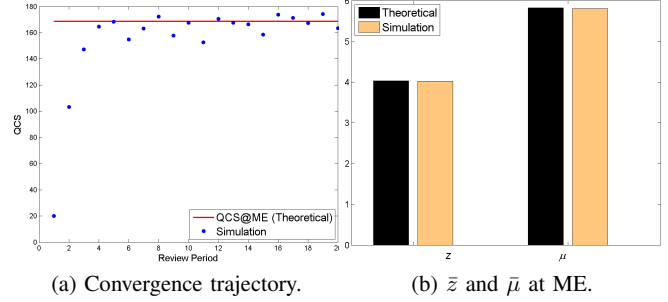 180
160
140
120
100
80
60
40
20
0
QCS
2 4 6 8 10 12 14 16 18 20
Review Period
QCS@ME (Theoretical)
Simulation
(a) Convergence trajectory.
6
5
4
3
2
1
0
Theoretical
Simulation
z μ
(b) z̄ and μ̄ at ME.